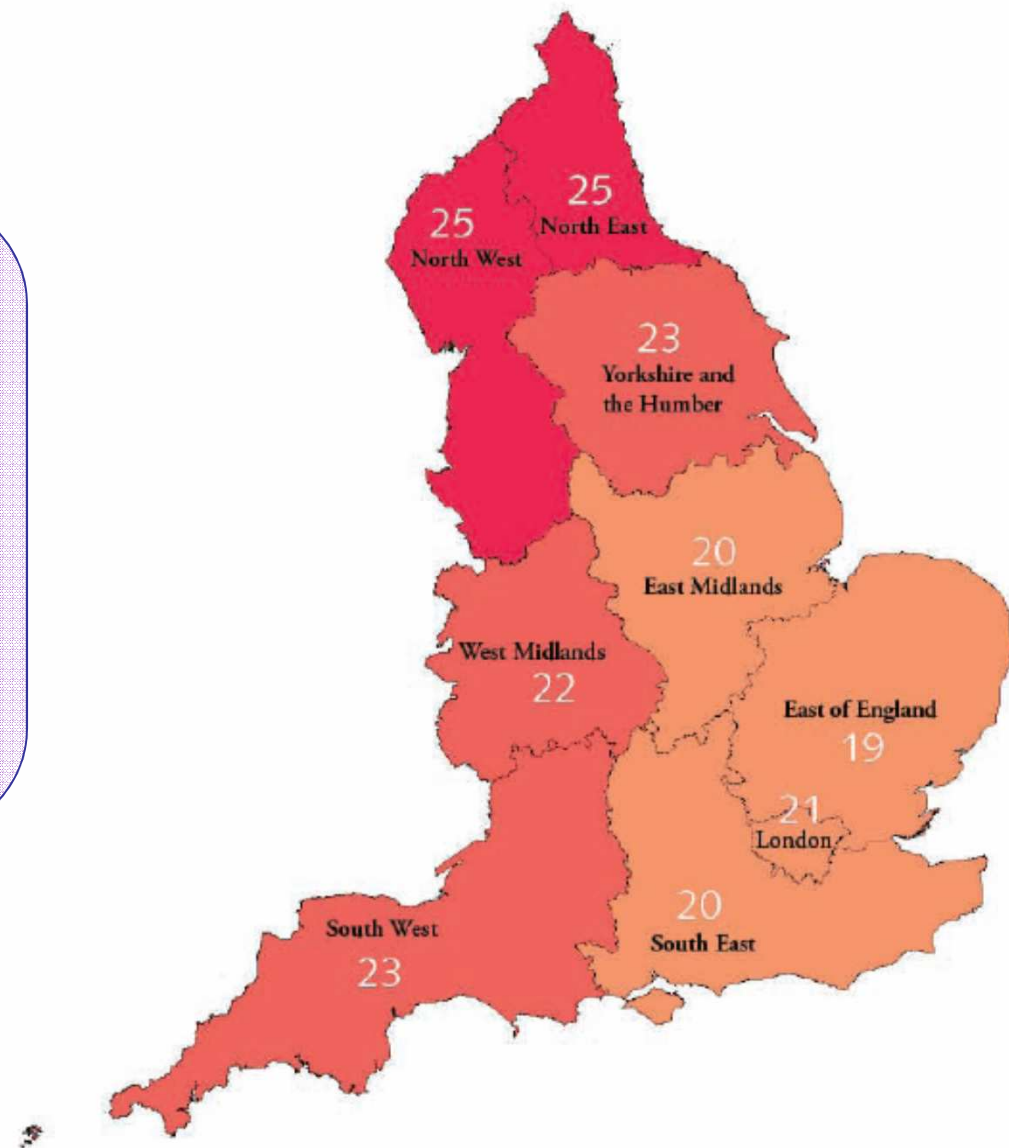 25
North East
25
North West
23
Yorkshire and
the Humber
20
East Midlands
West Midlands
22
East of England
19
21
London
20
South East
South West
23